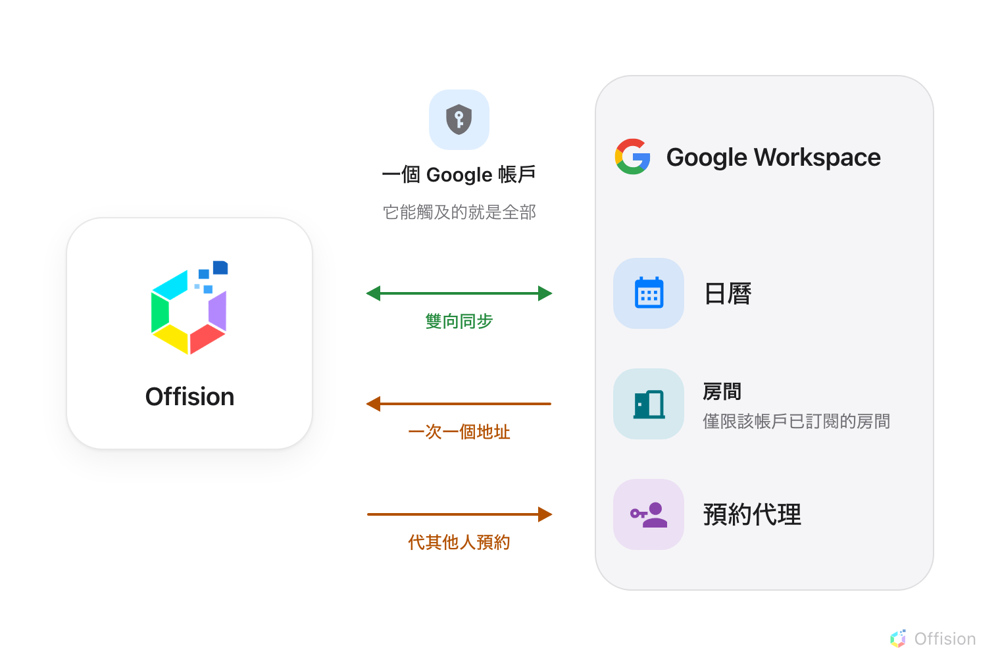 一個 Google 帳戶
它能觸及的就是全部
Google Workspace
Offision
雙向同步
日曆
一次一個地址
房間
僅限該帳戶已訂閱的房間
代其他人預約
預約代理
Offision